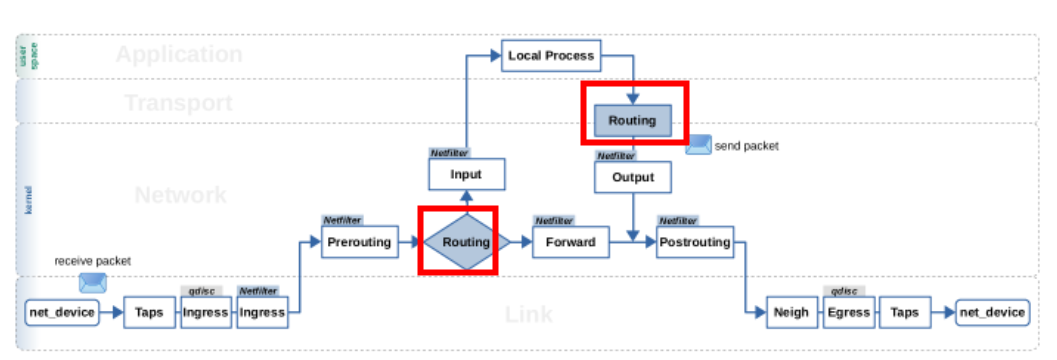 user
space
Application
Local Process
Transport
Routing
send packet
Netfilter
Input
Netfilter
Output
kernel
Network
Netfilter
Prerouting
Routing
Netfilter
Forward
Netfilter
Postrouting
receive packet
net_device
Taps
qdisc
Ingress
Netfilter
Ingress
Link
Neigh
qdisc
Egress
Taps
net_device